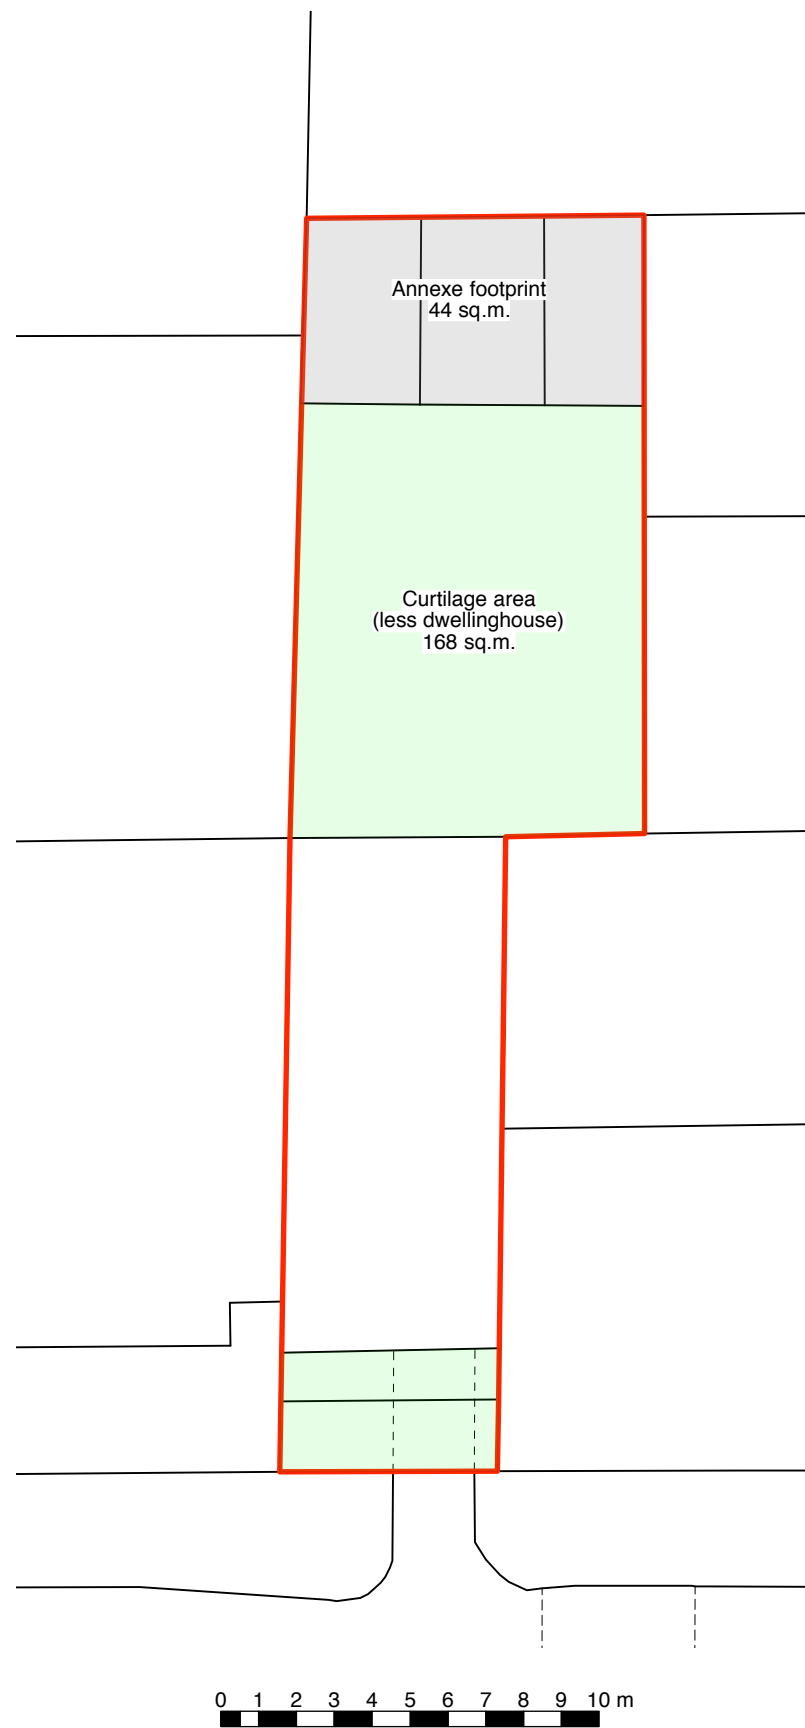 Annexe footprint
44 sq.m.
Curtilage area
(less dwellinghouse)
168 sq.m.
0 1 2 3 4 5 6 7 8 9 10 m